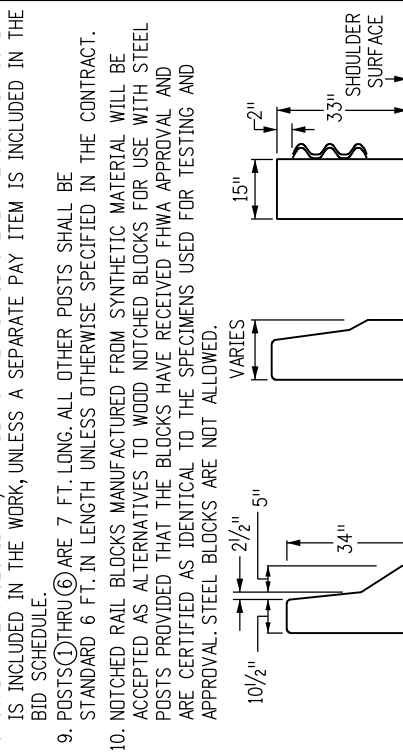 IS INCLUDED IN THE WORK, UNLESS A SEPARATE PAY ITEM IS INCLUDED IN THE
BID SCHEDULE.
9. POSTS ① THRU ⑥ ARE 7 FT. LONG. ALL OTHER POSTS SHALL BE
STANDARD 6 FT. IN LENGTH UNLESS OTHERWISE SPECIFIED IN THE CONTRACT.
10. NOTCHED RAIL BLOCKS MANUFACTURED FROM SYNTHETIC MATERIAL WILL BE
ACCEPTED AS ALTERNATIVES TO WOOD NOTCHED BLOCKS FOR USE WITH STEEL
POSTS PROVIDED THAT THE BLOCKS HAVE RECEIVED FHWA APPROVAL AND
ARE CERTIFIED AS IDENTICAL TO THE SPECIMENS USED FOR TESTING AND
APPROVAL. STEEL BLOCKS ARE NOT ALLOWED.
10½"
2½"
5"
34"
VARIES
15"
2"
33"
SHOULDER
SURFACE